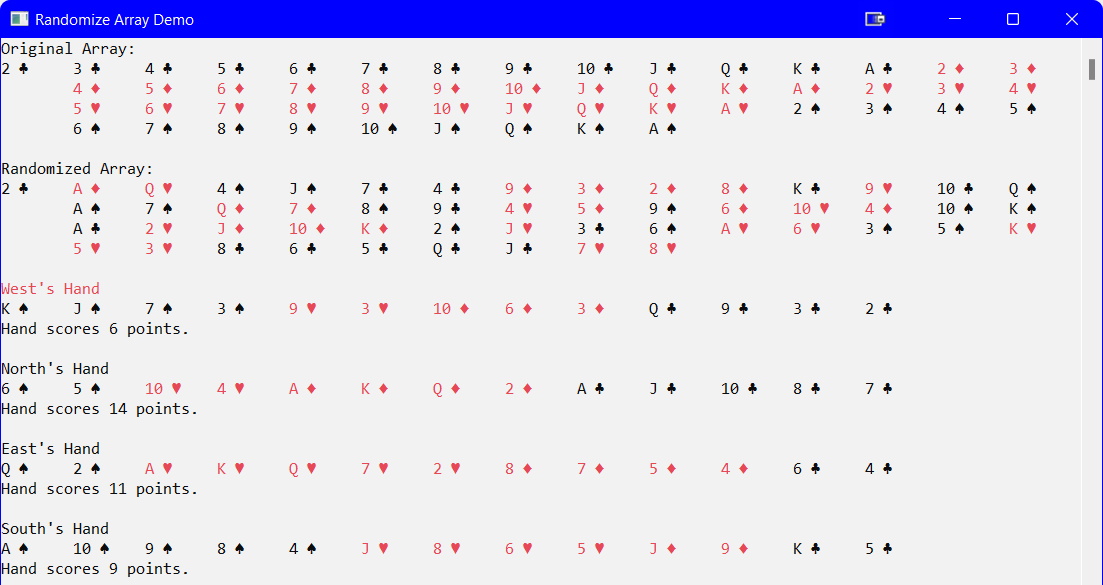 Randomize Array Demo
Original Array:
2 ♣ 3 ♣ 4 ♣ 5 ♣ 6 ♣ 7 ♣ 8 ♣ 9 ♣ 10 ♣ J ♣ Q ♣ K ♣ A ♣ 2 ♦ 3 ♦
4 ♦ 5 ♦ 6 ♦ 7 ♦ 8 ♦ 9 ♦ 10 ♦ J ♦ Q ♦ K ♦ A ♦ 2 ♥ 3 ♥ 4 ♥
5 ♥ 6 ♥ 7 ♥ 8 ♥ 9 ♥ 10 ♥ J ♥ Q ♥ K ♥ A ♥ 2 ♠ 3 ♠ 4 ♠ 5 ♠
6 ♠ 7 ♠ 8 ♠ 9 ♠ 10 ♠ J ♠ Q ♠ K ♠ A ♠
Randomized Array:
2 ♣ A ♦ Q ♥ 4 ♠ J ♠ 7 ♣ 4 ♣ 9 ♦ 3 ♦ 2 ♦ 8 ♦ K ♣ 9 ♥ 10 ♣ Q ♠
A ♠ 7 ♠ Q ♦ 7 ♦ 8 ♠ 9 ♣ 4 ♥ 5 ♦ 9 ♠ 6 ♦ 10 ♥ 4 ♦ 10 ♠ K ♠
A ♣ 2 ♥ J ♦ 10 ♦ K ♦ 2 ♠ J ♥ 3 ♣ 6 ♠ A ♥ 6 ♥ 3 ♠ 5 ♠ K ♥
5 ♥ 3 ♥ 8 ♣ 6 ♣ 5 ♣ Q ♣ J ♣ 7 ♥ 8 ♥
West's Hand
K ♠ J ♠ 7 ♠ 3 ♠ 9 ♥ 3 ♥ 10 ♦ 6 ♦ 3 ♦ Q ♣ 9 ♣ 3 ♣ 2 ♣
Hand scores 6 points.
North's Hand
6 ♠ 5 ♠ 10 ♥ 4 ♥ A ♦ K ♦ Q ♦ 2 ♦ A ♣ J ♣ 10 ♣ 8 ♣ 7 ♣
Hand scores 14 points.
East's Hand
Q ♠ 2 ♠ A ♥ K ♥ Q ♥ 7 ♥ 2 ♥ 8 ♦ 7 ♦ 5 ♦ 4 ♦ 6 ♣ 4 ♣
Hand scores 11 points.
South's Hand
A ♠ 10 ♠ 9 ♠ 8 ♠ 4 ♠ J ♥ 8 ♥ 6 ♥ 5 ♥ J ♦ 9 ♦ K ♣ 5 ♣
Hand scores 9 points.